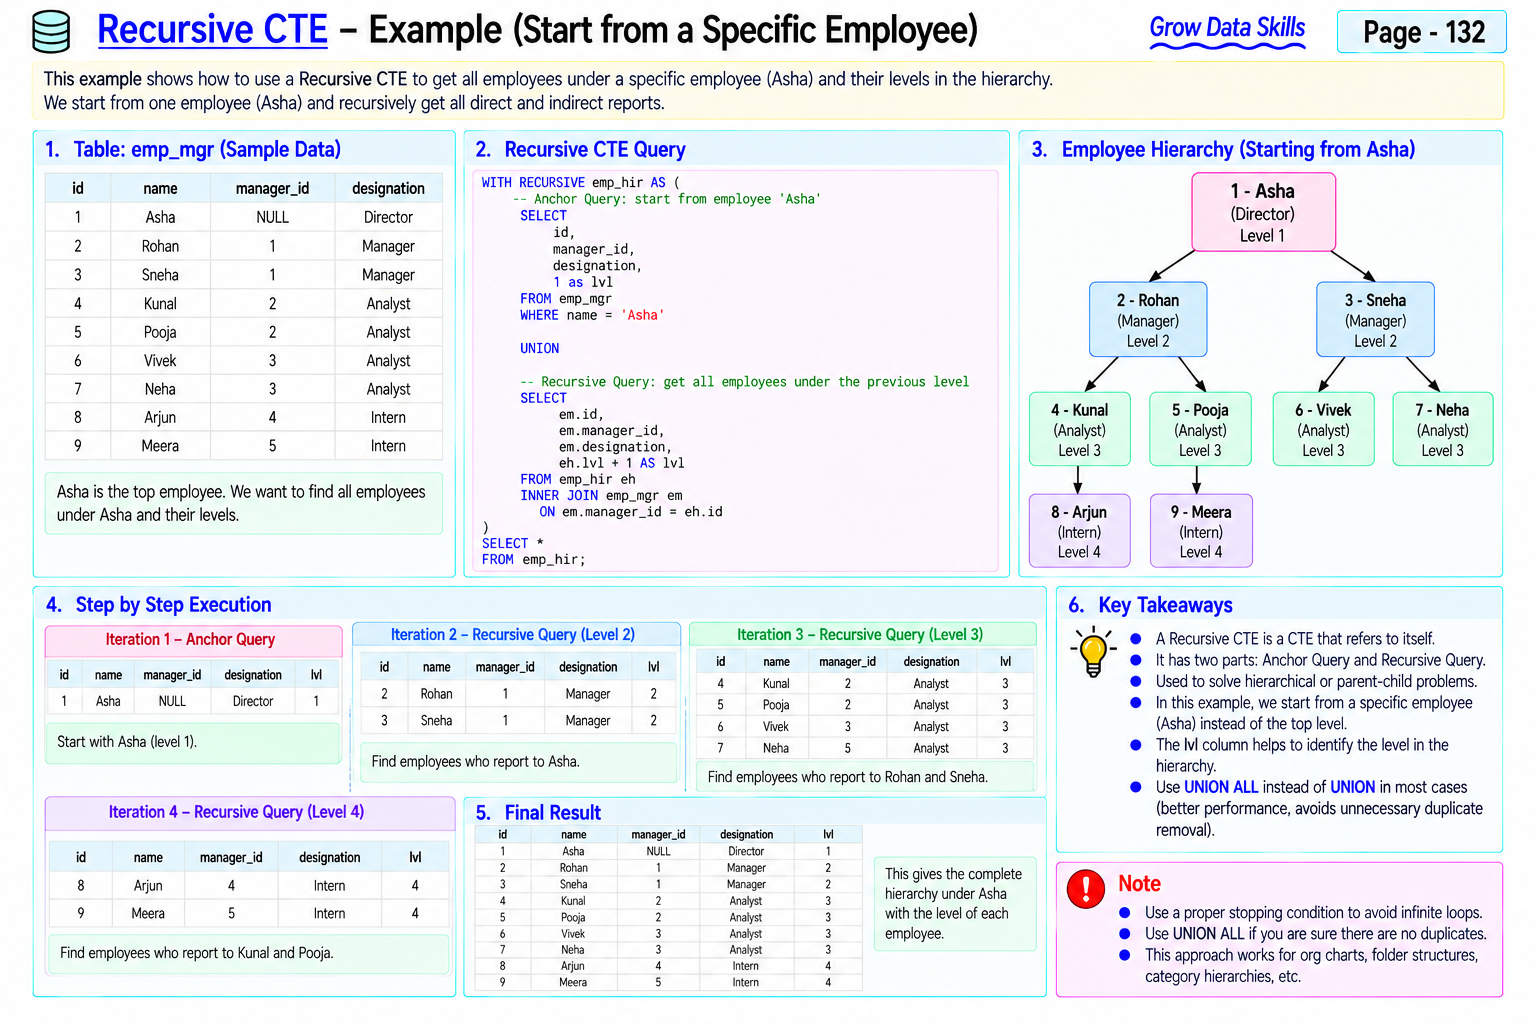 Recursive CTE – Example (Start from a Specific Employee)
Grow Data Skills
Page - 132
This example shows how to use a Recursive CTE to get all employees under a specific employee (Asha) and their levels in the hierarchy.
We start from one employee (Asha) and recursively get all direct and indirect reports.
1. Table: emp_mgr (Sample Data)
id name manager_id designation
1 Asha NULL Director
2 Rohan 1 Manager
3 Sneha 1 Manager
4 Kunal 2 Analyst
5 Pooja 2 Analyst
6 Vivek 3 Analyst
7 Neha 3 Analyst
8 Arjun 4 Intern
9 Meera 5 Intern
Asha is the top employee. We want to find all employees
under Asha and their levels.
2. Recursive CTE Query
WITH RECURSIVE emp_hir AS (
-- Anchor Query: start from employee 'Asha'
SELECT
id,
manager_id,
designation,
1 as lvl
FROM emp_mgr
WHERE name = 'Asha'
UNION
-- Recursive Query: get all employees under the previous level
SELECT
em.id,
em.manager_id,
em.designation,
eh.lvl + 1 AS lvl
FROM emp_hir eh
INNER JOIN emp_mgr em
ON em.manager_id = eh.id
)
SELECT *
FROM emp_hir;
3. Employee Hierarchy (Starting from Asha)
1 - Asha
(Director)
Level 1
2 - Rohan
(Manager)
Level 2
3 - Sneha
(Manager)
Level 2
4 - Kunal
(Analyst)
Level 3
5 - Pooja
(Analyst)
Level 3
6 - Vivek
(Analyst)
Level 3
7 - Neha
(Analyst)
Level 3
8 - Arjun
(Intern)
Level 4
9 - Meera
(Intern)
Level 4
4. Step by Step Execution
Iteration 1 – Anchor Query
id name manager_id designation lvl
1 Asha NULL Director 1
Start with Asha (level 1).
Iteration 2 – Recursive Query (Level 2)
id name manager_id designation lvl
2 Rohan 1 Manager 2
3 Sneha 1 Manager 2
Find employees who report to Asha.
Iteration 3 – Recursive Query (Level 3)
id name manager_id designation lvl
4 Kunal 2 Analyst 3
5 Pooja 2 Analyst 3
6 Vivek 3 Analyst 3
7 Neha 5 Analyst 3
Find employees who report to Rohan and Sneha.
Iteration 4 – Recursive Query (Level 4)
id name manager_id designation lvl
8 Arjun 4 Intern 4
9 Meera 5 Intern 4
Find employees who report to Kunal and Pooja.
5. Final Result
id name manager_id designation lvl
1 Asha NULL Director 1
2 Rohan 1 Manager 2
3 Sneha 1 Manager 2
4 Kunal 2 Analyst 3
5 Pooja 2 Analyst 3
6 Vivek 3 Analyst 3
7 Neha 3 Analyst 3
8 Arjun 4 Intern 4
9 Meera 5 Intern 4
This gives the complete
hierarchy under Asha
with the level of each
employee.
6. Key Takeaways
● A Recursive CTE is a CTE that refers to itself.
● It has two parts: Anchor Query and Recursive Query.
● Used to solve hierarchical or parent-child problems.
● In this example, we start from a specific employee
(Asha) instead of the top level.
● The lvl column helps to identify the level in the
hierarchy.
● Use UNION ALL instead of UNION in most cases
(better performance, avoids unnecessary duplicate
removal).
Note
● Use a proper stopping condition to avoid infinite loops.
● Use UNION ALL if you are sure there are no duplicates.
● This approach works for org charts, folder structures,
category hierarchies, etc.